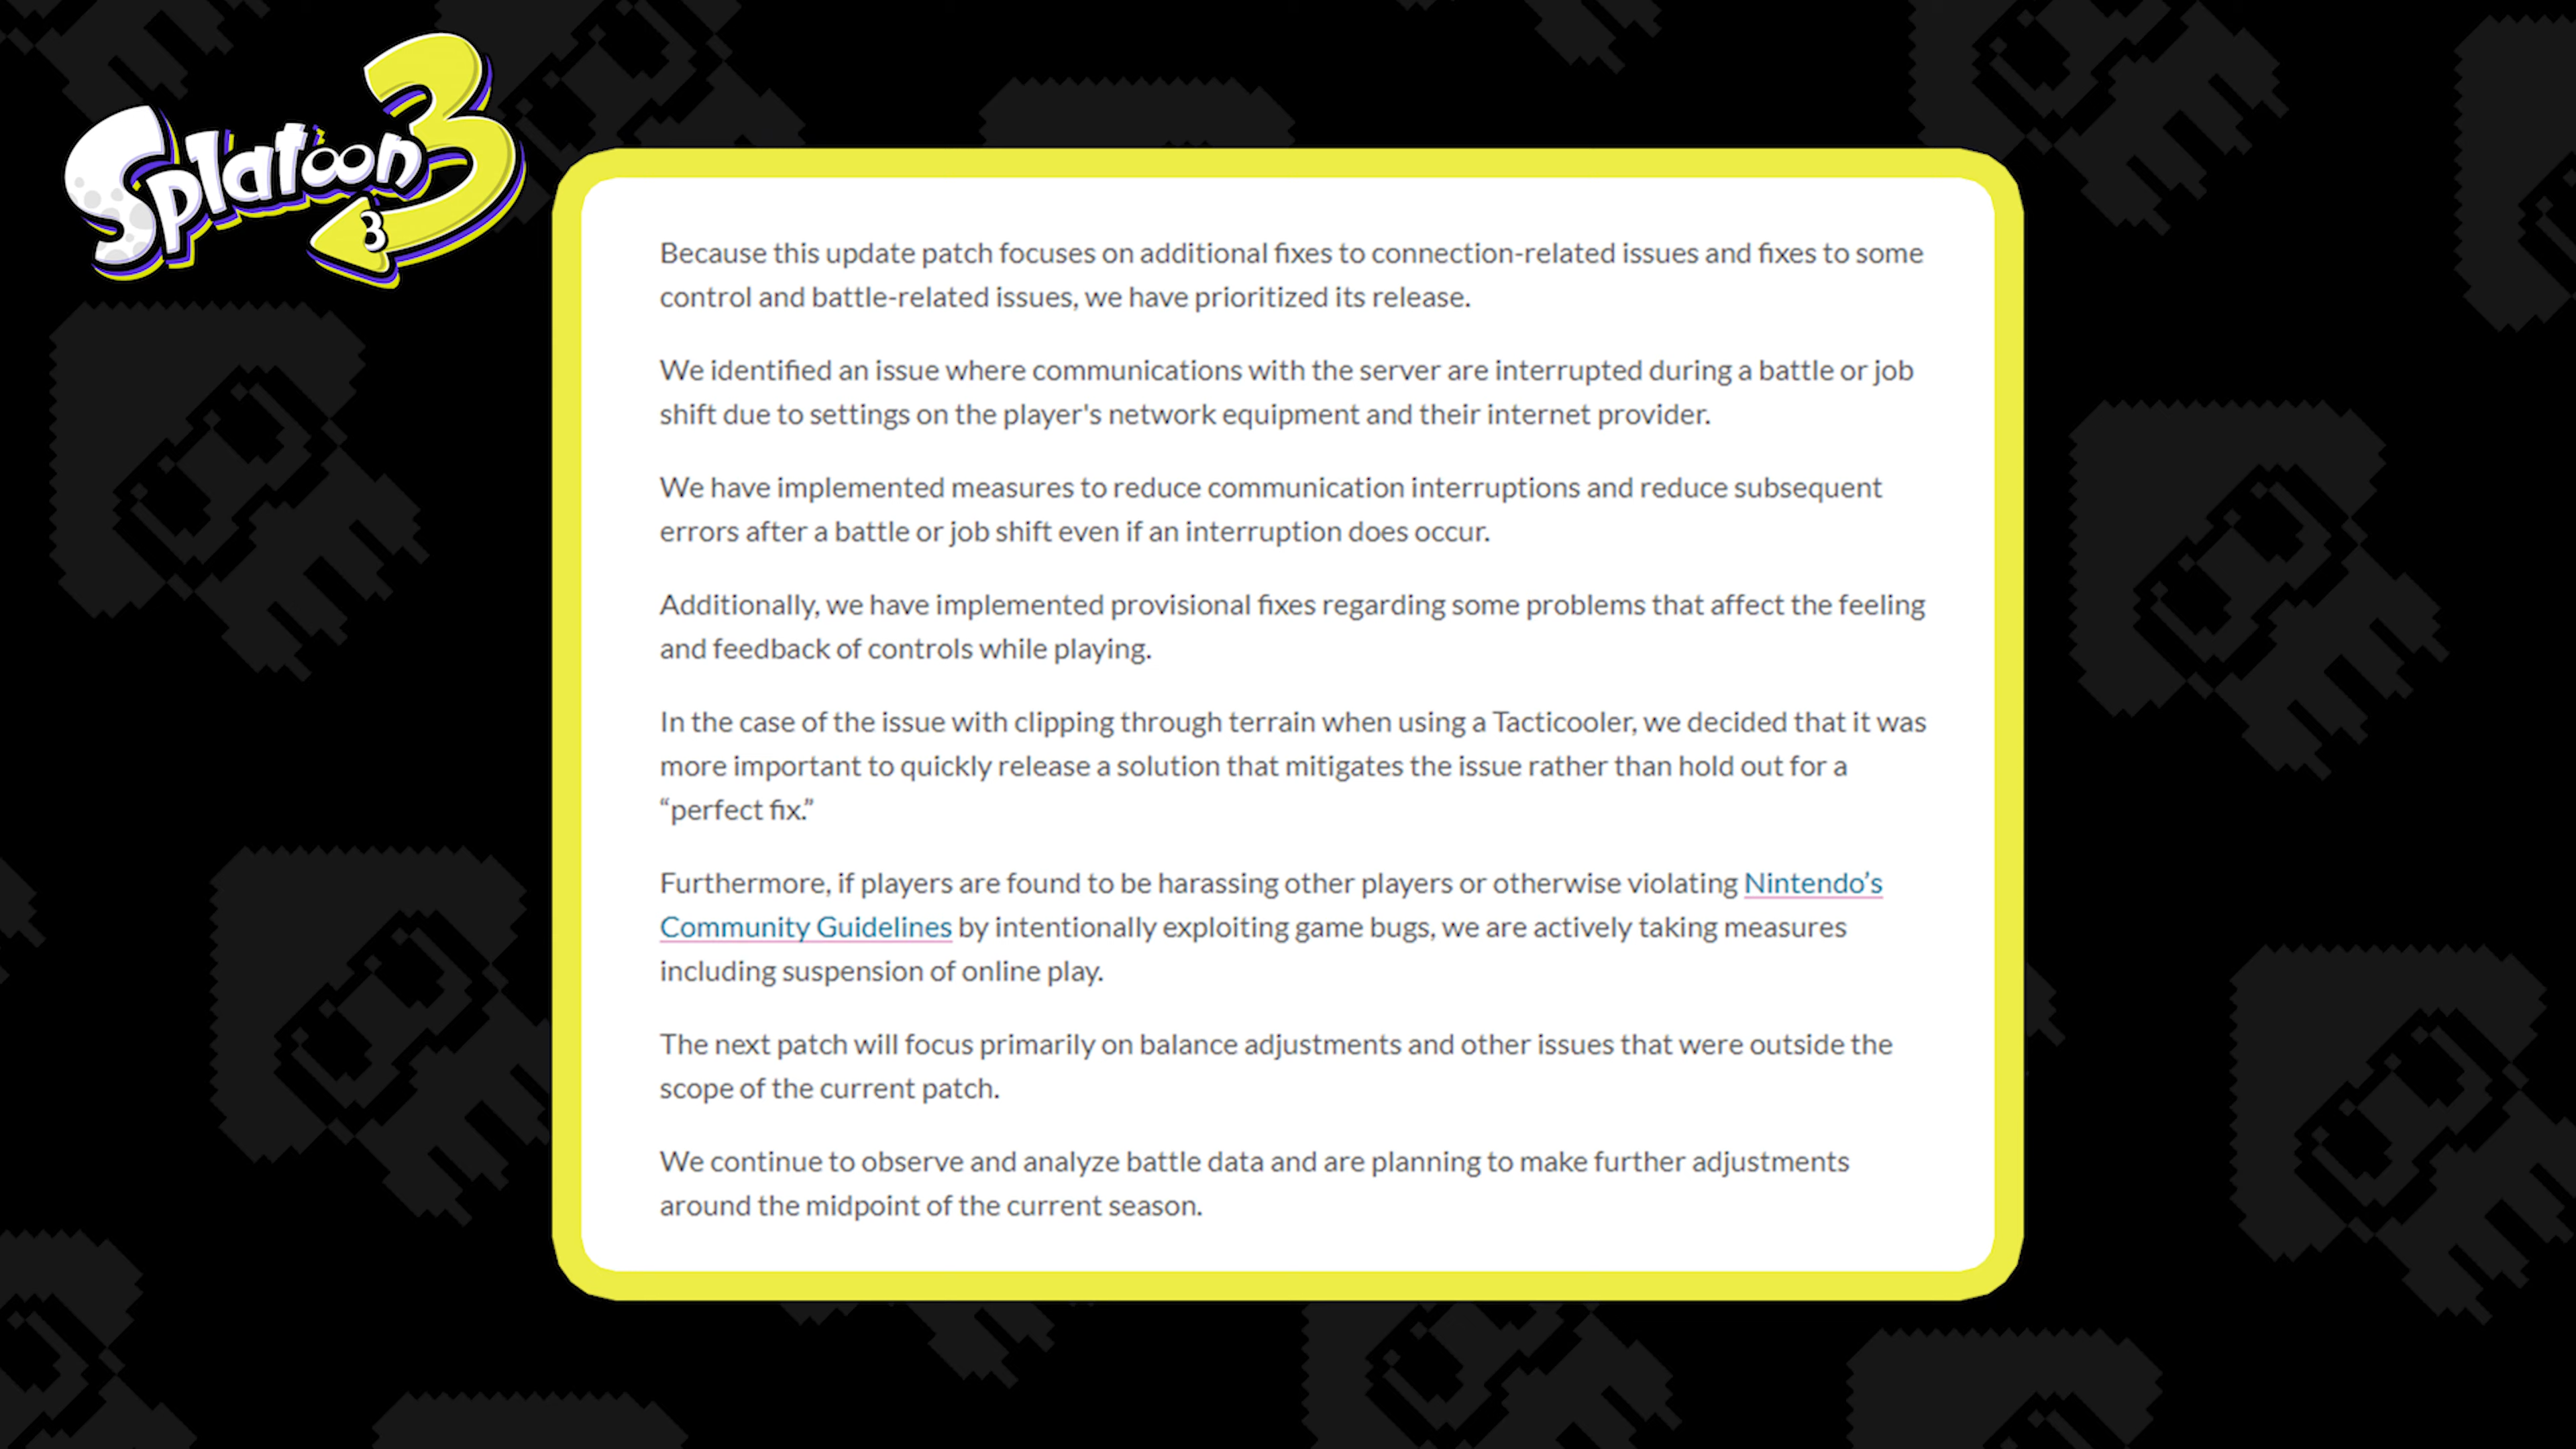 Splatoon 3
3
Because this update patch focuses on additional fixes to connection-related issues and fixes to some
control and battle-related issues, we have prioritized its release.
We identified an issue where communications with the server are interrupted during a battle or job
shift due to settings on the player's network equipment and their internet provider.
We have implemented measures to reduce communication interruptions and reduce subsequent
errors after a battle or job shift even if an interruption does occur.
Additionally, we have implemented provisional fixes regarding some problems that affect the feeling
and feedback of controls while playing.
In the case of the issue with clipping through terrain when using a Tacticooler, we decided that it was
more important to quickly release a solution that mitigates the issue rather than hold out for a
“perfect fix.”
Furthermore, if players are found to be harassing other players or otherwise violating Nintendo’s
Community Guidelines by intentionally exploiting game bugs, we are actively taking measures
including suspension of online play.
The next patch will focus primarily on balance adjustments and other issues that were outside the
scope of the current patch.
We continue to observe and analyze battle data and are planning to make further adjustments
around the midpoint of the current season.